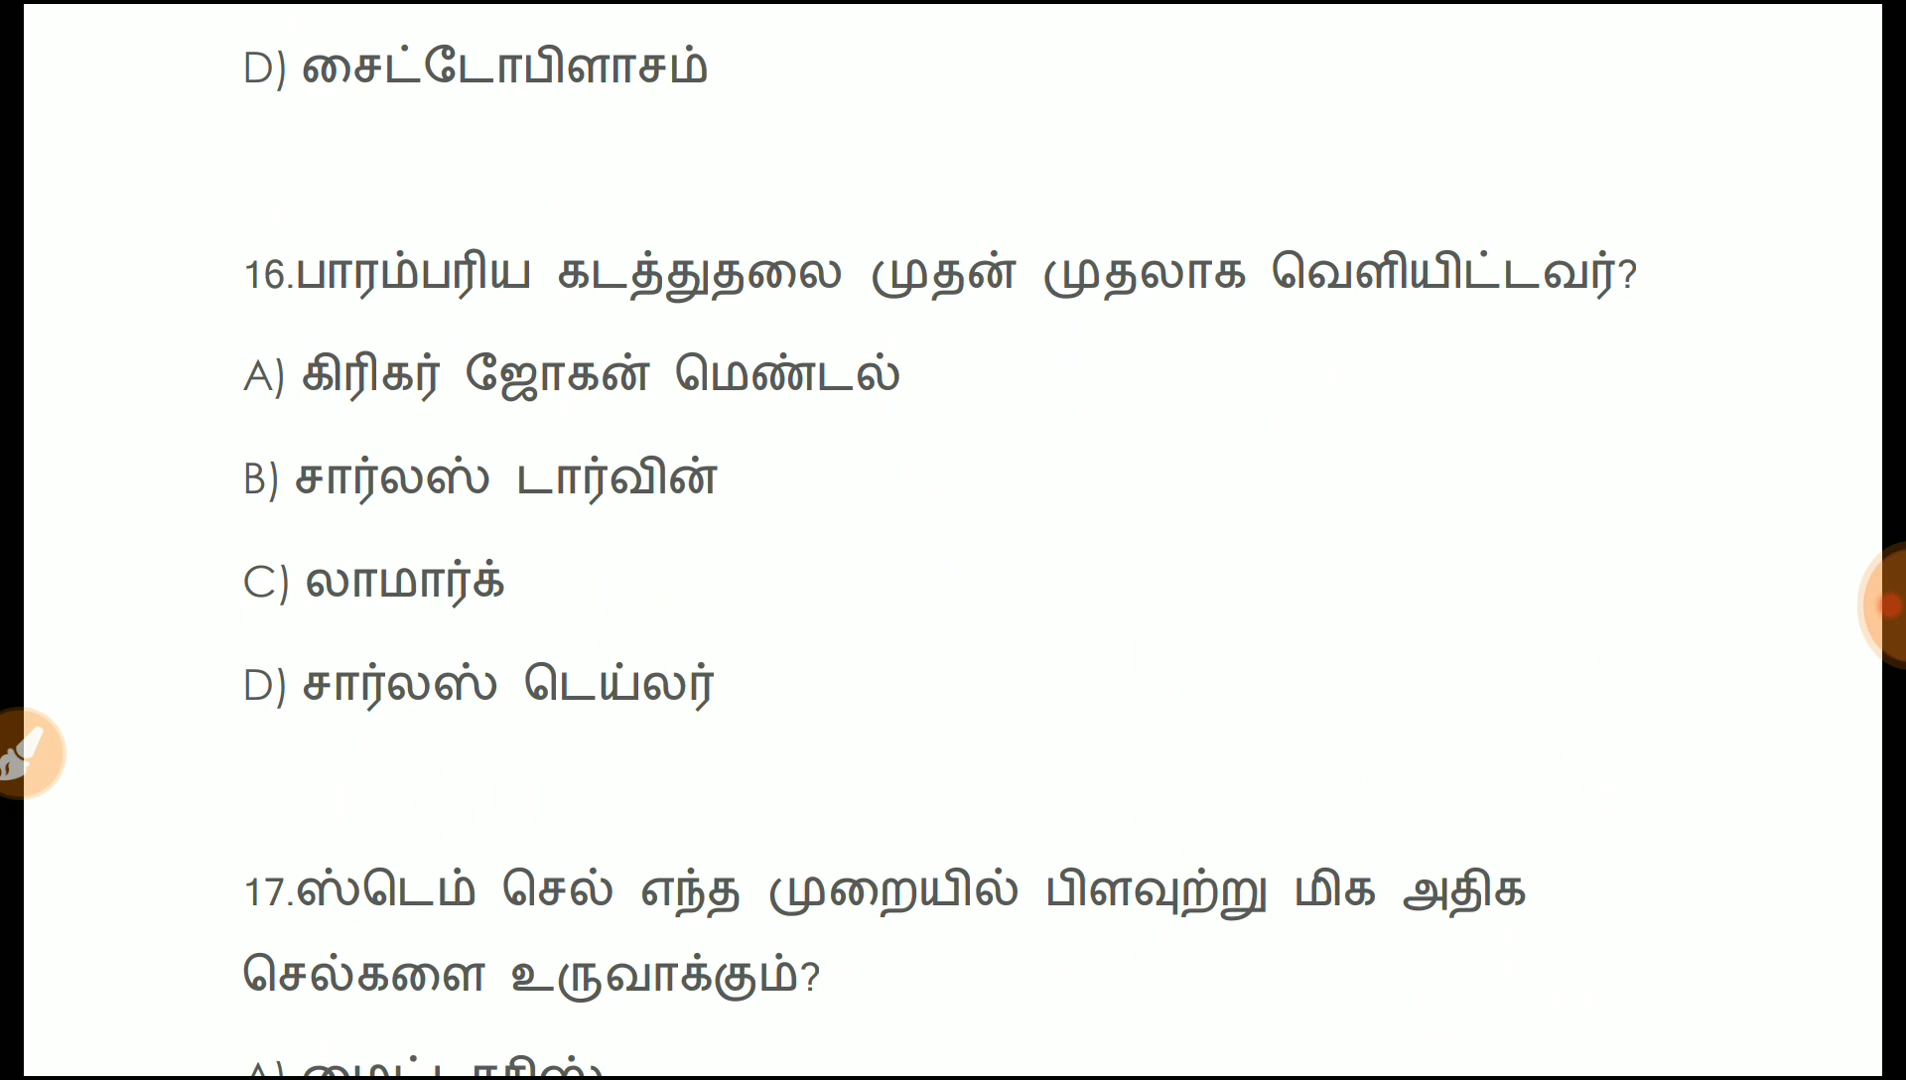 D) சைட்டோபிளாசம்
16.பாரம்பரிய கடத்துதலை முதன் முதலாக வெளியிட்டவர்?
A) கிரிகர் ஜோகன் மெண்டல்
B) சார்லஸ் டார்வின்
C) லாமார்க்
D) சார்லஸ் டெய்லர்
17.ஸ்டெம் செல் எந்த முறையில் பிளவுற்று மிக அதிக
செல்களை உருவாக்கும்?
A)